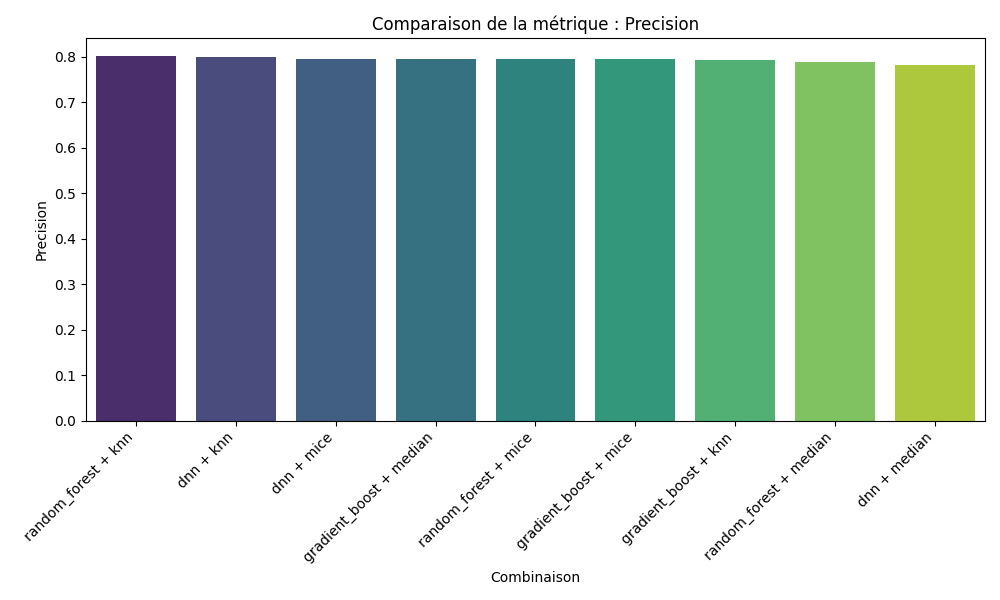 Comparaison de la métrique : Precision
Precision
0.8
0.7
0.6
0.5
0.4
0.3
0.2
0.1
0.0
random_forest + knn
dnn + knn
dnn + mice
gradient_boost + median
random_forest + mice
gradient_boost + mice
gradient_boost + knn
random_forest + median
dnn + median
Combinaison